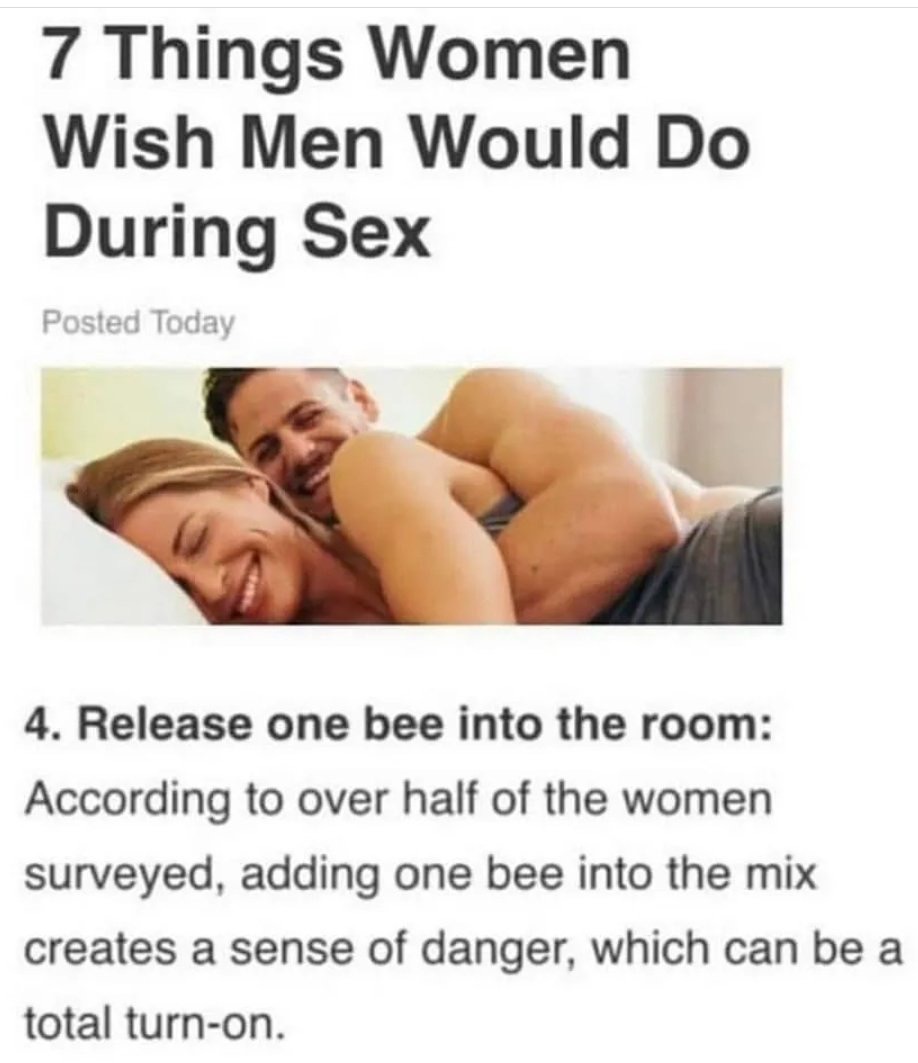 7 Things Women
Wish Men Would Do
During Sex
Posted Today
4. Release one bee into the room:
According to over half of the women
surveyed, adding one bee into the mix
creates a sense of danger, which can be a
total turn-on.